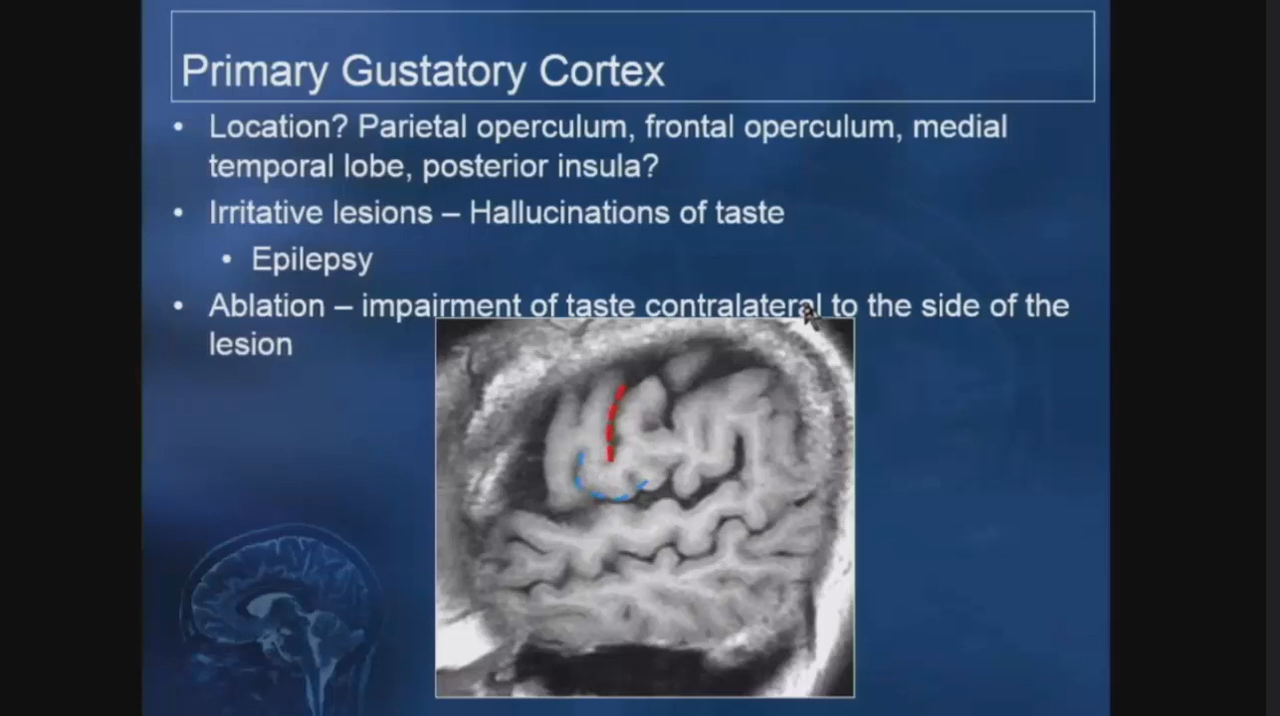 Primary Gustatory Cortex
• Location? Parietal operculum, frontal operculum, medial
temporal lobe, posterior insula?
• Irritative lesions – Hallucinations of taste
• Epilepsy
• Ablation – impairment of taste contralateral to the side of the
lesion